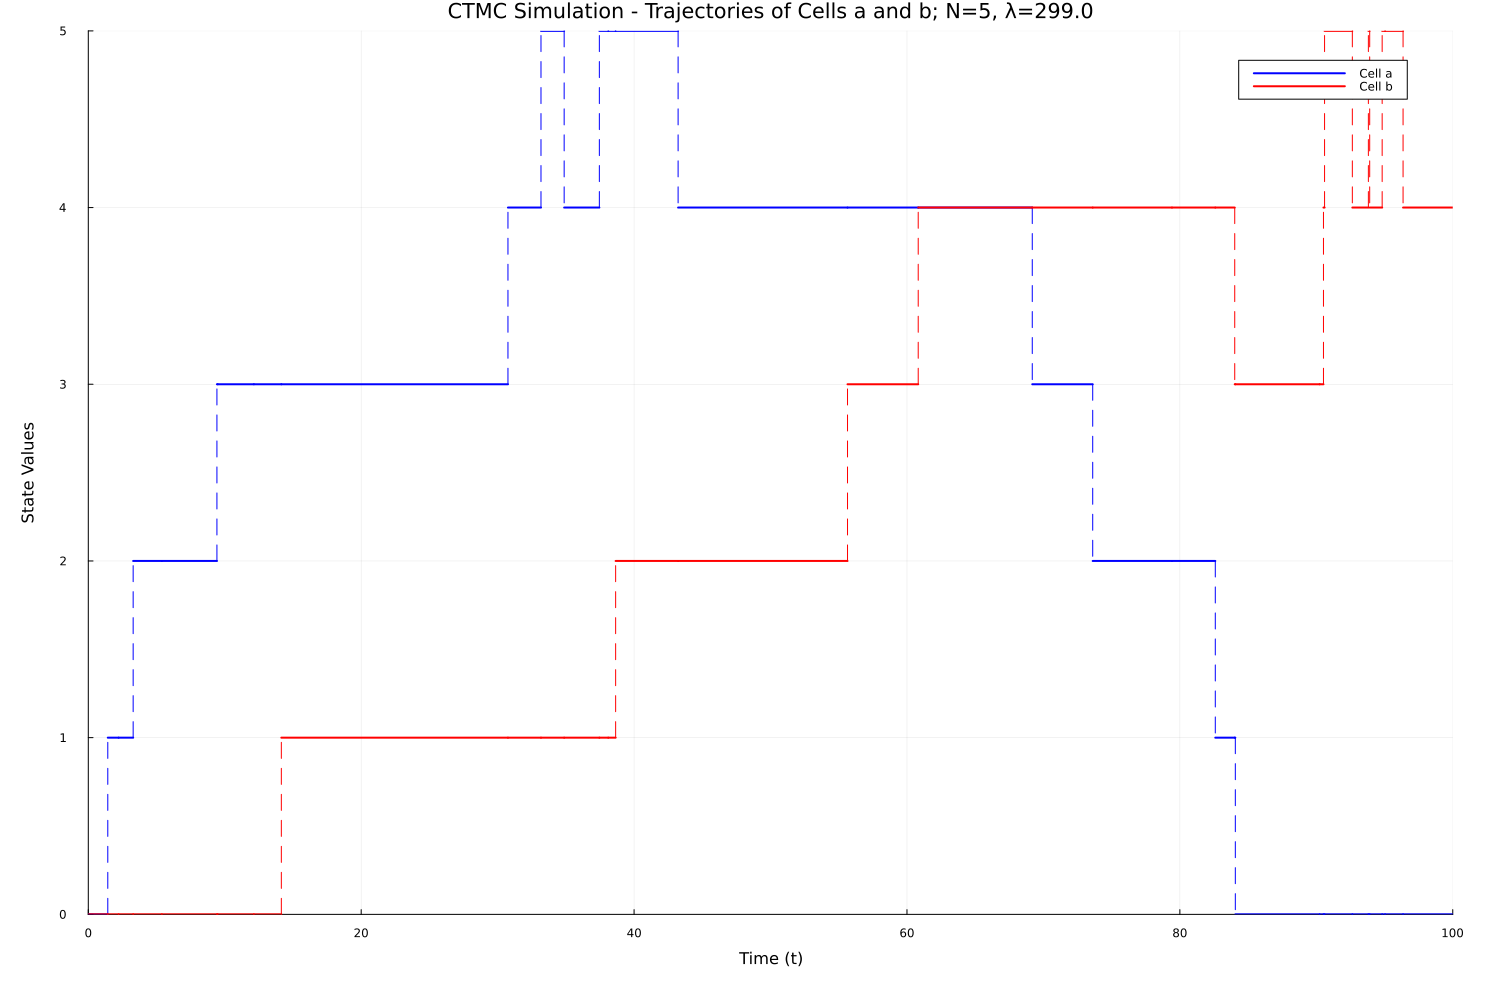 CTMC Simulation - Trajectories of Cells a and b; N=5, λ=299.0
5
Cell a
Cell b
4
3
State Values
2
1
0
0 20 40 60 80 100
Time (t)